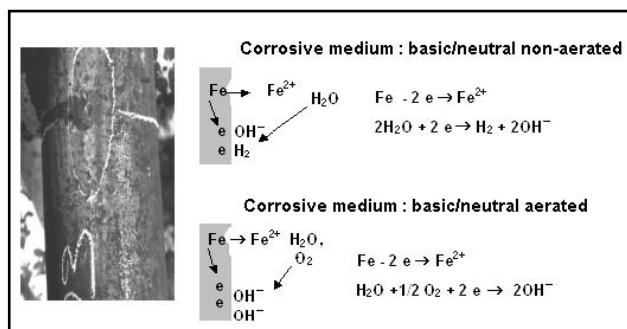 Corrosive medium : basic/neutral non-aerated
Fe → Fe²⁺
H₂O
e OH⁻
e H₂
Fe - 2 e → Fe²⁺
2H₂O + 2 e → H₂ + 2OH⁻
Corrosive medium : basic/neutral aerated
Fe → Fe²⁺ H₂O,
O₂
e
e OH⁻
OH⁻
Fe - 2 e → Fe²⁺
H₂O +1/2 O₂ + 2 e → 2OH⁻